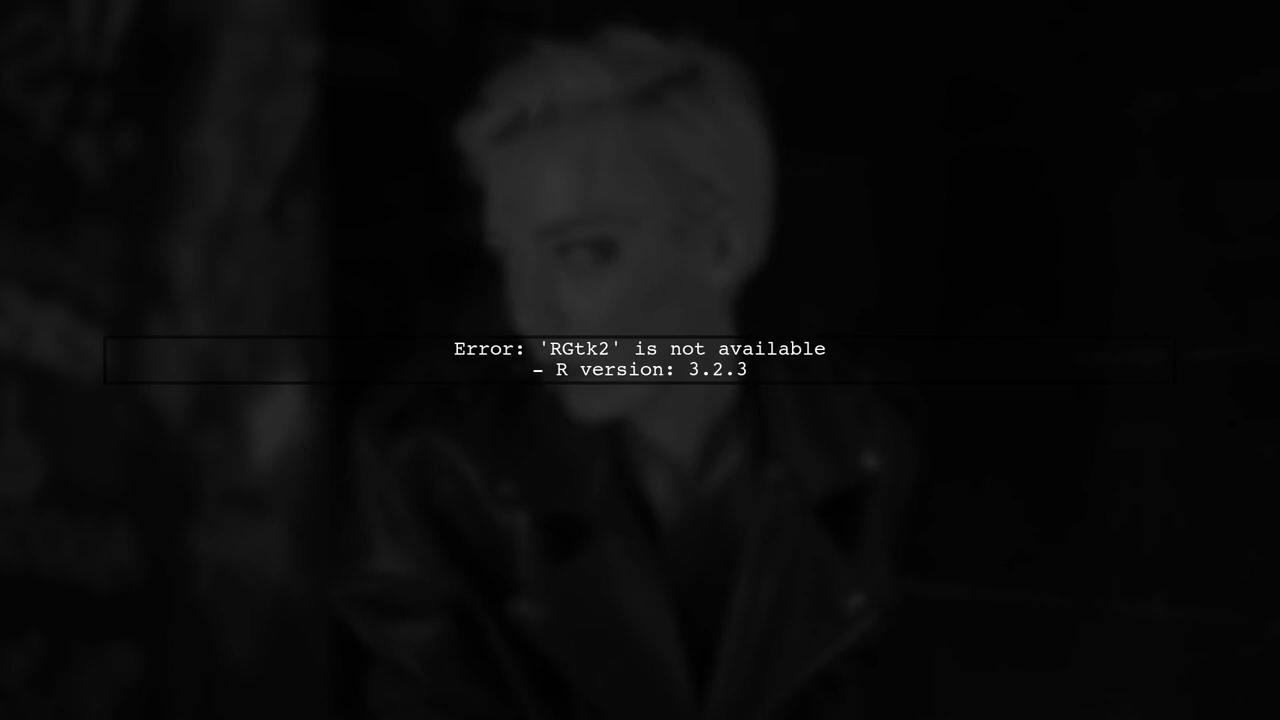 Error: 'RGtk2' is not available
- R version: 3.2.3